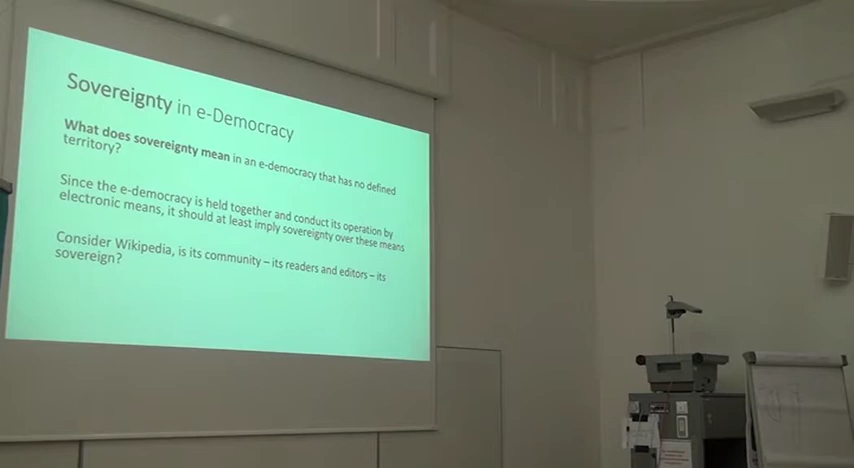 Sovereignty in e-Democracy
What does sovereignty mean in an e-democracy that has no defined
territory?
Since the e-democracy is held together and conduct its operation by
electronic means, it should at least imply sovereignty over these means
Consider Wikipedia, is its community – its readers and editors – its
sovereign?